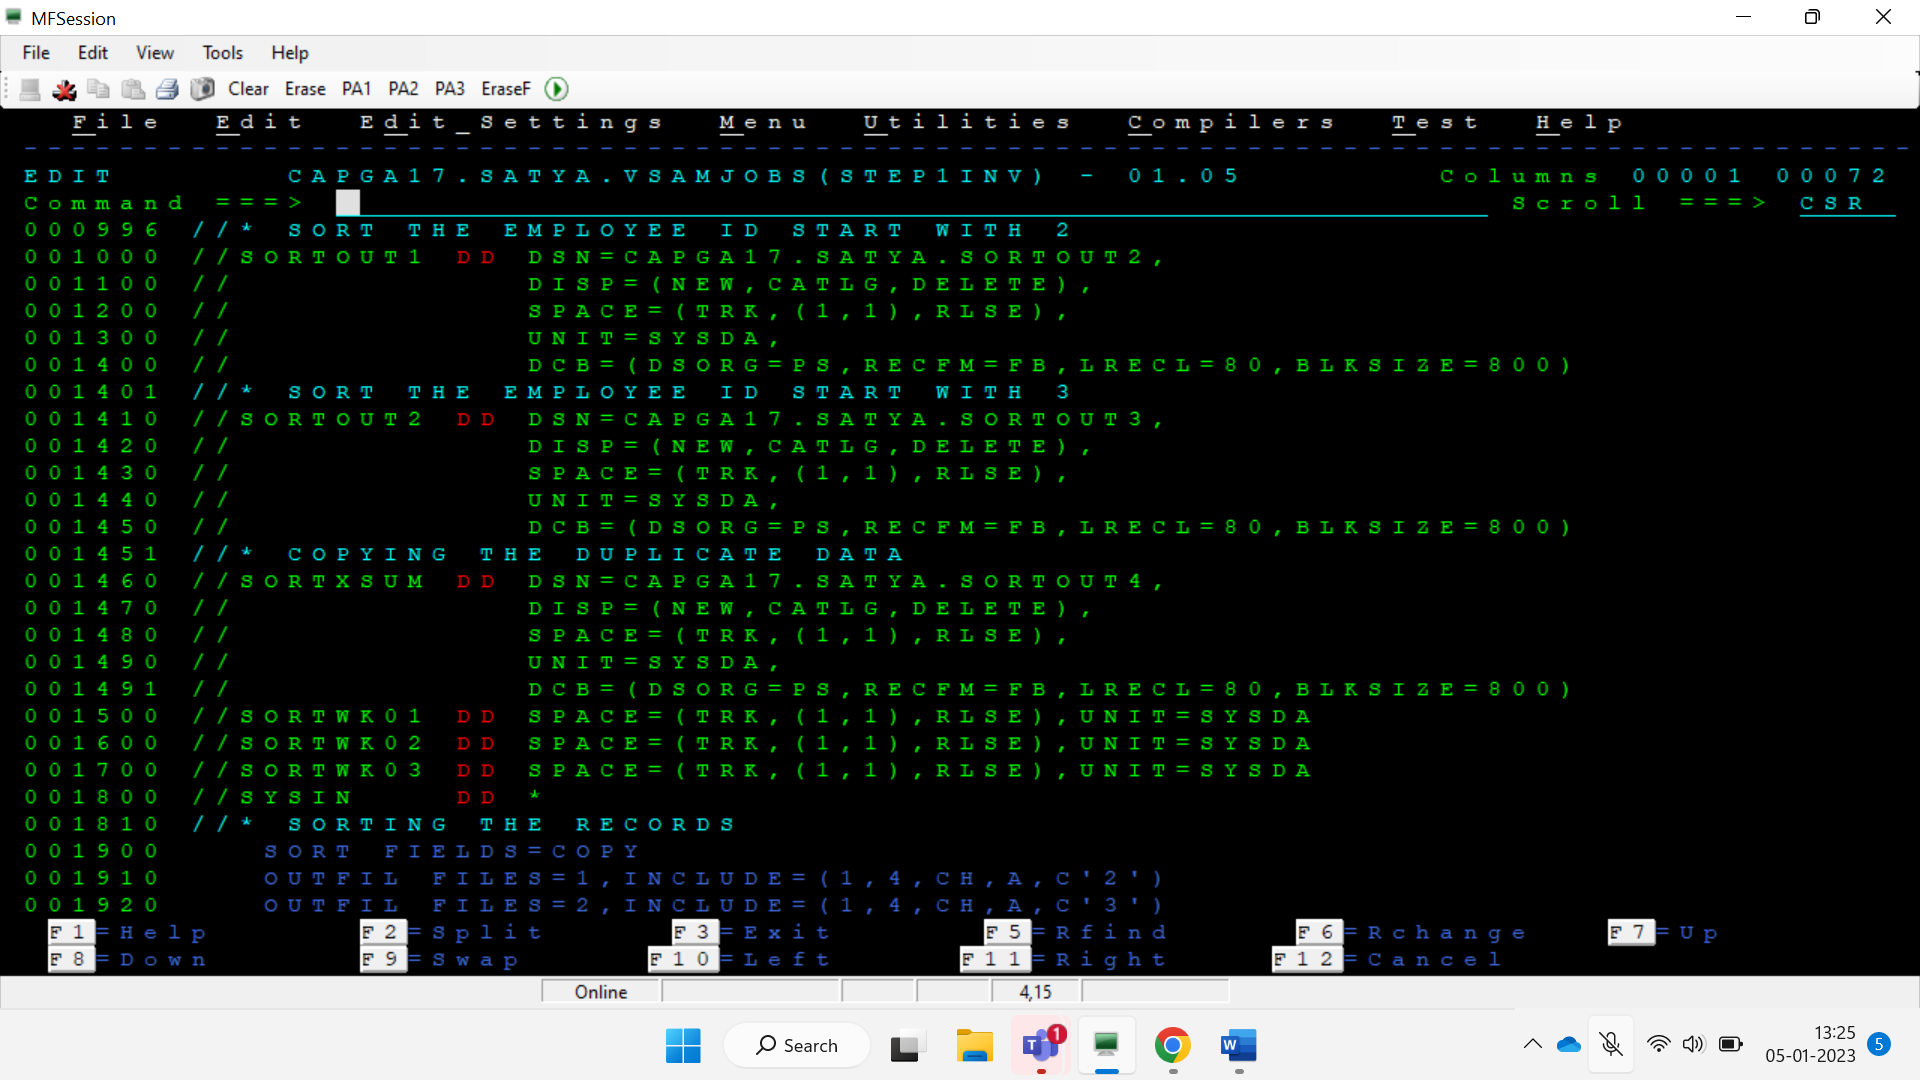 MFSession
File Edit View Tools Help
Clear Erase PA1 PA2 PA3 EraseF
File Edit Edit_Settings Menu Utilities Compilers Test Help
EDIT CAPGA17.SATYA.VSAMJOBS(STEP1INV) - 01.05 Columns 00001 00072
Command ===> Scroll ===> CSR
000996 //* SORT THE EMPLOYEE ID START WITH 2
001000 //SORTOUT1 DD DSN=CAPGA17.SATYA.SORTOUT2,
001100 // DISP=(NEW,CATLG,DELETE),
001200 // SPACE=(TRK,(1,1),RLSE),
001300 // UNIT=SYSDA,
001400 // DCB=(DSORG=PS,RECFM=FB,LRECL=80,BLKSIZE=800)
001401 //* SORT THE EMPLOYEE ID START WITH 3
001410 //SORTOUT2 DD DSN=CAPGA17.SATYA.SORTOUT3,
001420 // DISP=(NEW,CATLG,DELETE),
001430 // SPACE=(TRK,(1,1),RLSE),
001440 // UNIT=SYSDA,
001450 // DCB=(DSORG=PS,RECFM=FB,LRECL=80,BLKSIZE=800)
001451 //* COPYING THE DUPLICATE DATA
001460 //SORTXSUM DD DSN=CAPGA17.SATYA.SORTOUT4,
001470 // DISP=(NEW,CATLG,DELETE),
001480 // SPACE=(TRK,(1,1),RLSE),
001490 // UNIT=SYSDA,
001491 // DCB=(DSORG=PS,RECFM=FB,LRECL=80,BLKSIZE=800)
001500 //SORTWK01 DD SPACE=(TRK,(1,1),RLSE),UNIT=SYSDA
001600 //SORTWK02 DD SPACE=(TRK,(1,1),RLSE),UNIT=SYSDA
001700 //SORTWK03 DD SPACE=(TRK,(1,1),RLSE),UNIT=SYSDA
001800 //SYSIN DD *
001810 //* SORTING THE RECORDS
001900 SORT FIELDS=COPY
001910 OUTFIL FILES=1,INCLUDE=(1,4,CH,A,C'2')
001920 OUTFIL FILES=2,INCLUDE=(1,4,CH,A,C'3')
F1=Help F2=Split F3=Exit F5=Rfind F6=Rchange F7=Up
F8=Down F9=Swap F10=Left F11=Right F12=Cancel
Online 4,15
Search 1 13:25 5
05-01-2023